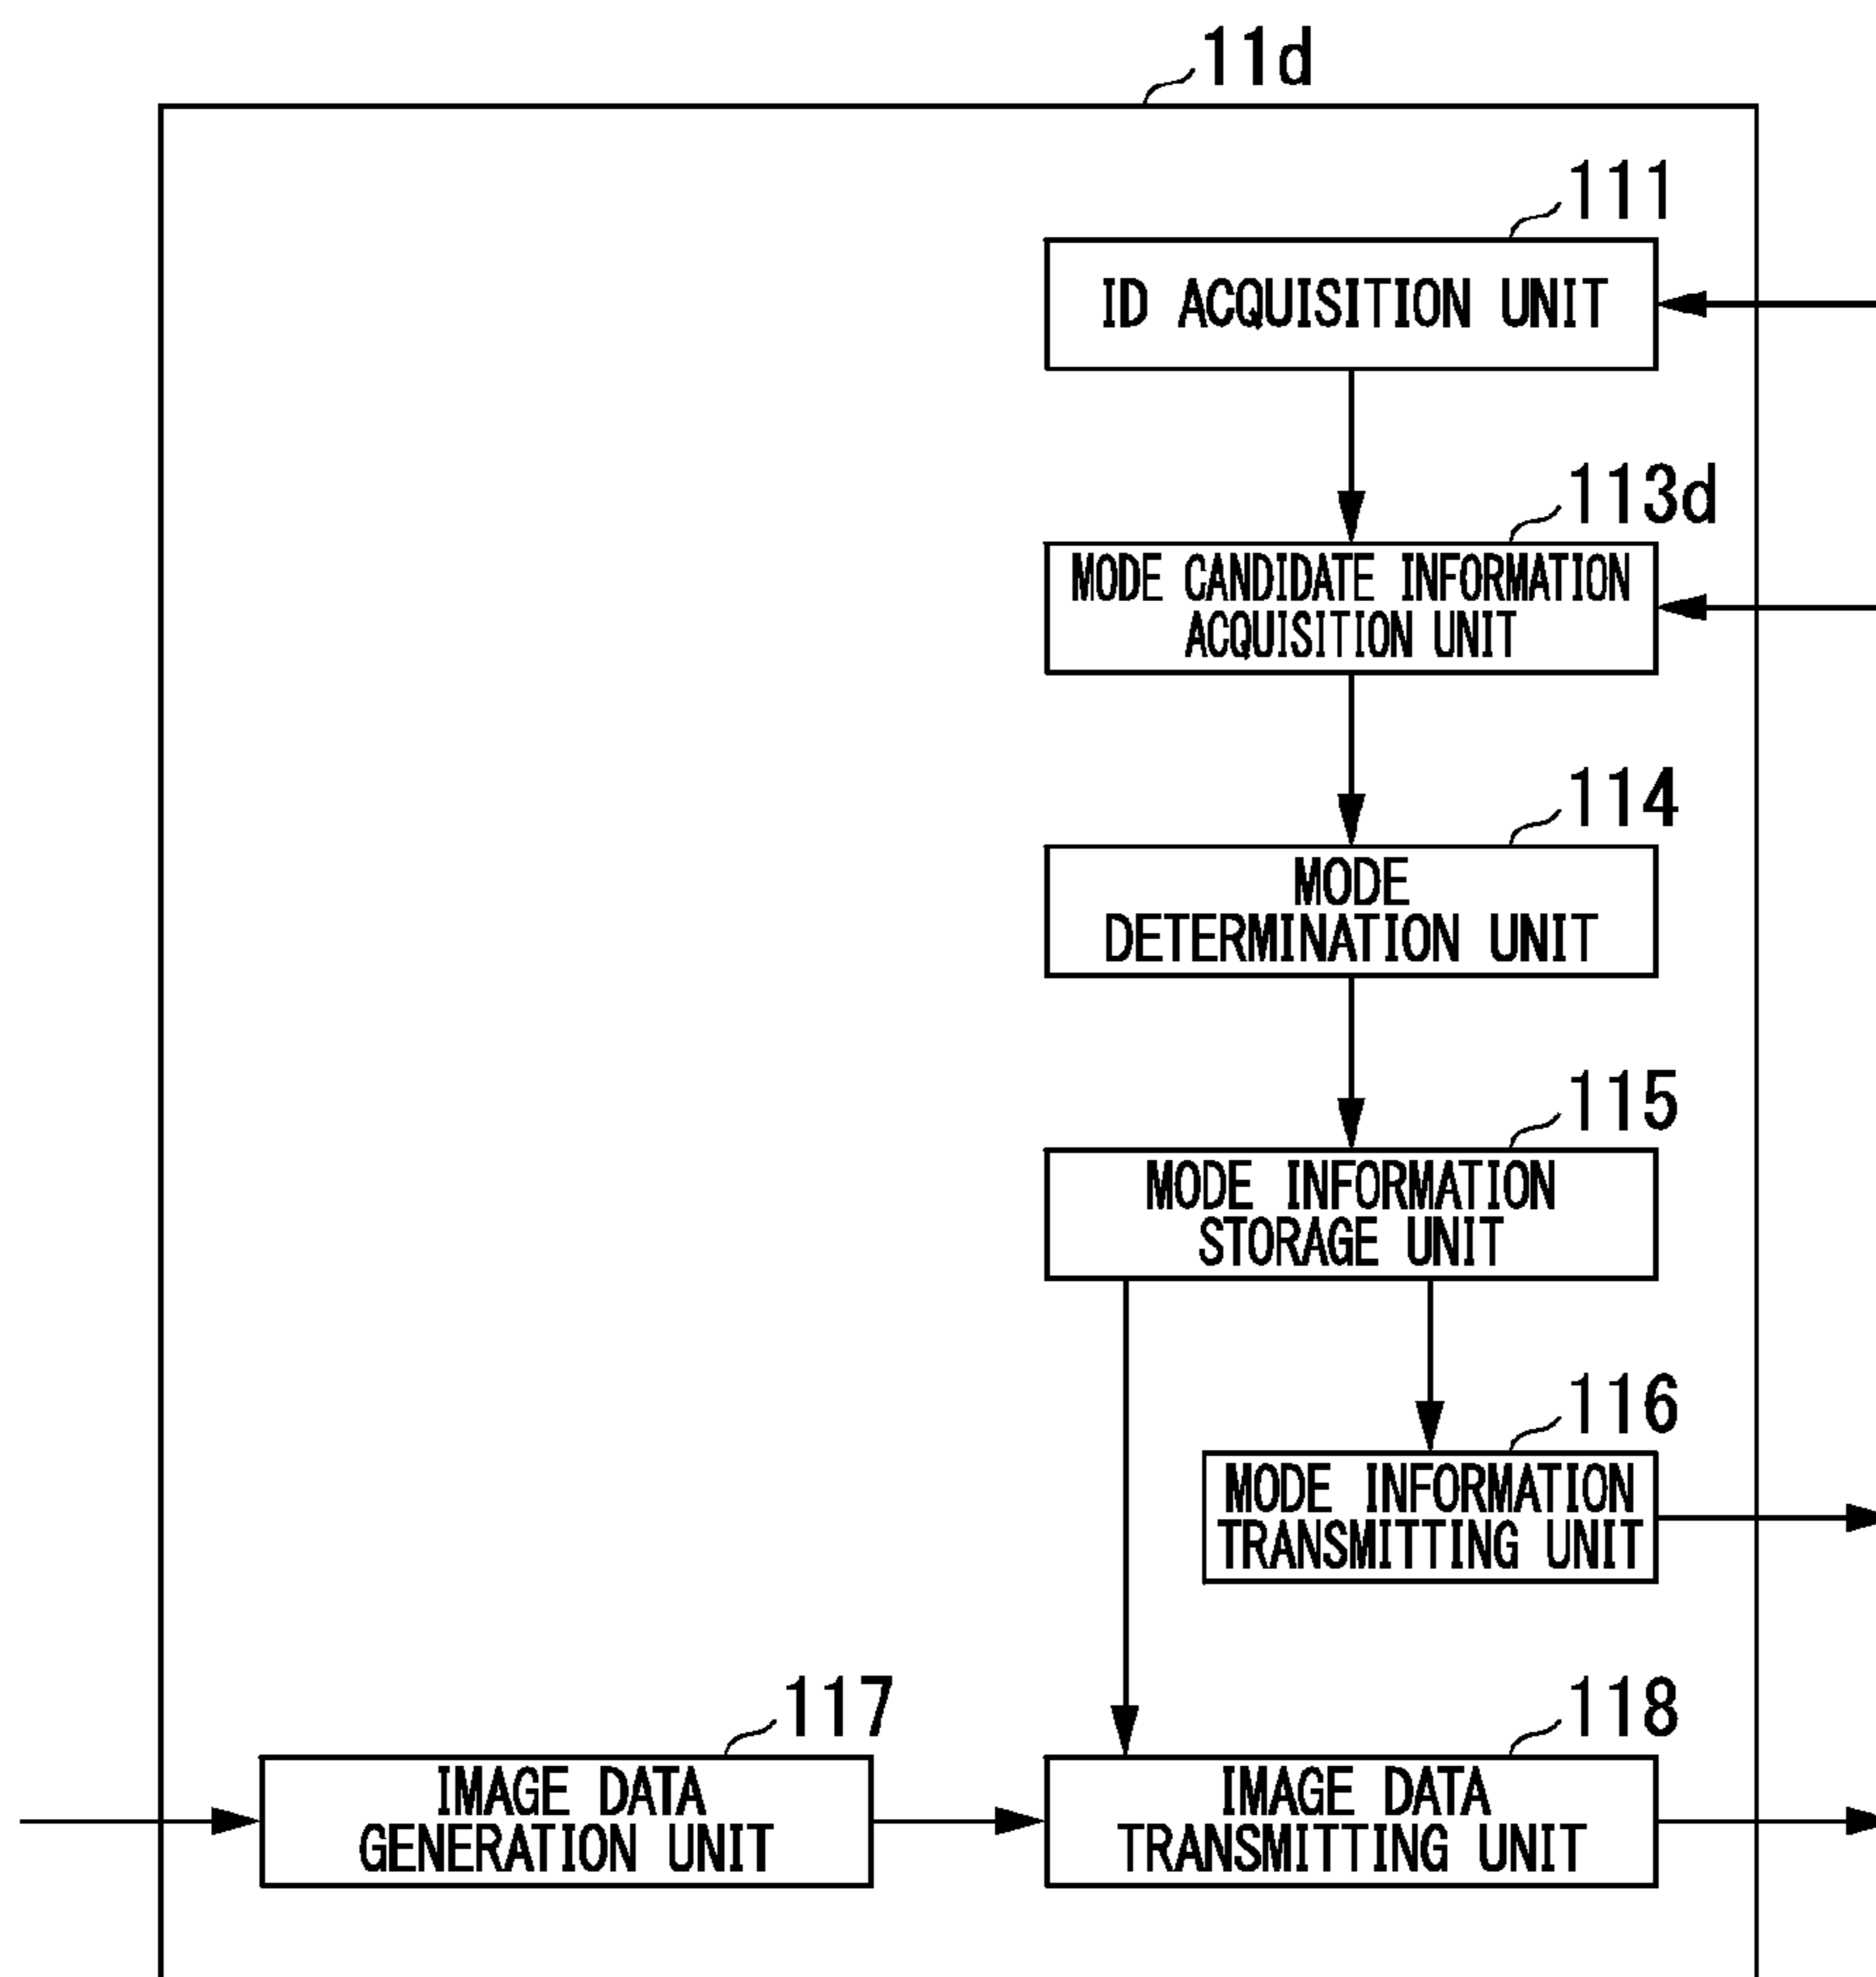 11d
111
ID ACQUISITION UNIT
113d
MODE CANDIDATE INFORMATION
ACQUISITION UNIT
114
MODE
DETERMINATION UNIT
115
MODE INFORMATION
STORAGE UNIT
116
MODE INFORMATION
TRANSMITTING UNIT
117
IMAGE DATA
GENERATION UNIT
118
IMAGE DATA
TRANSMITTING UNIT